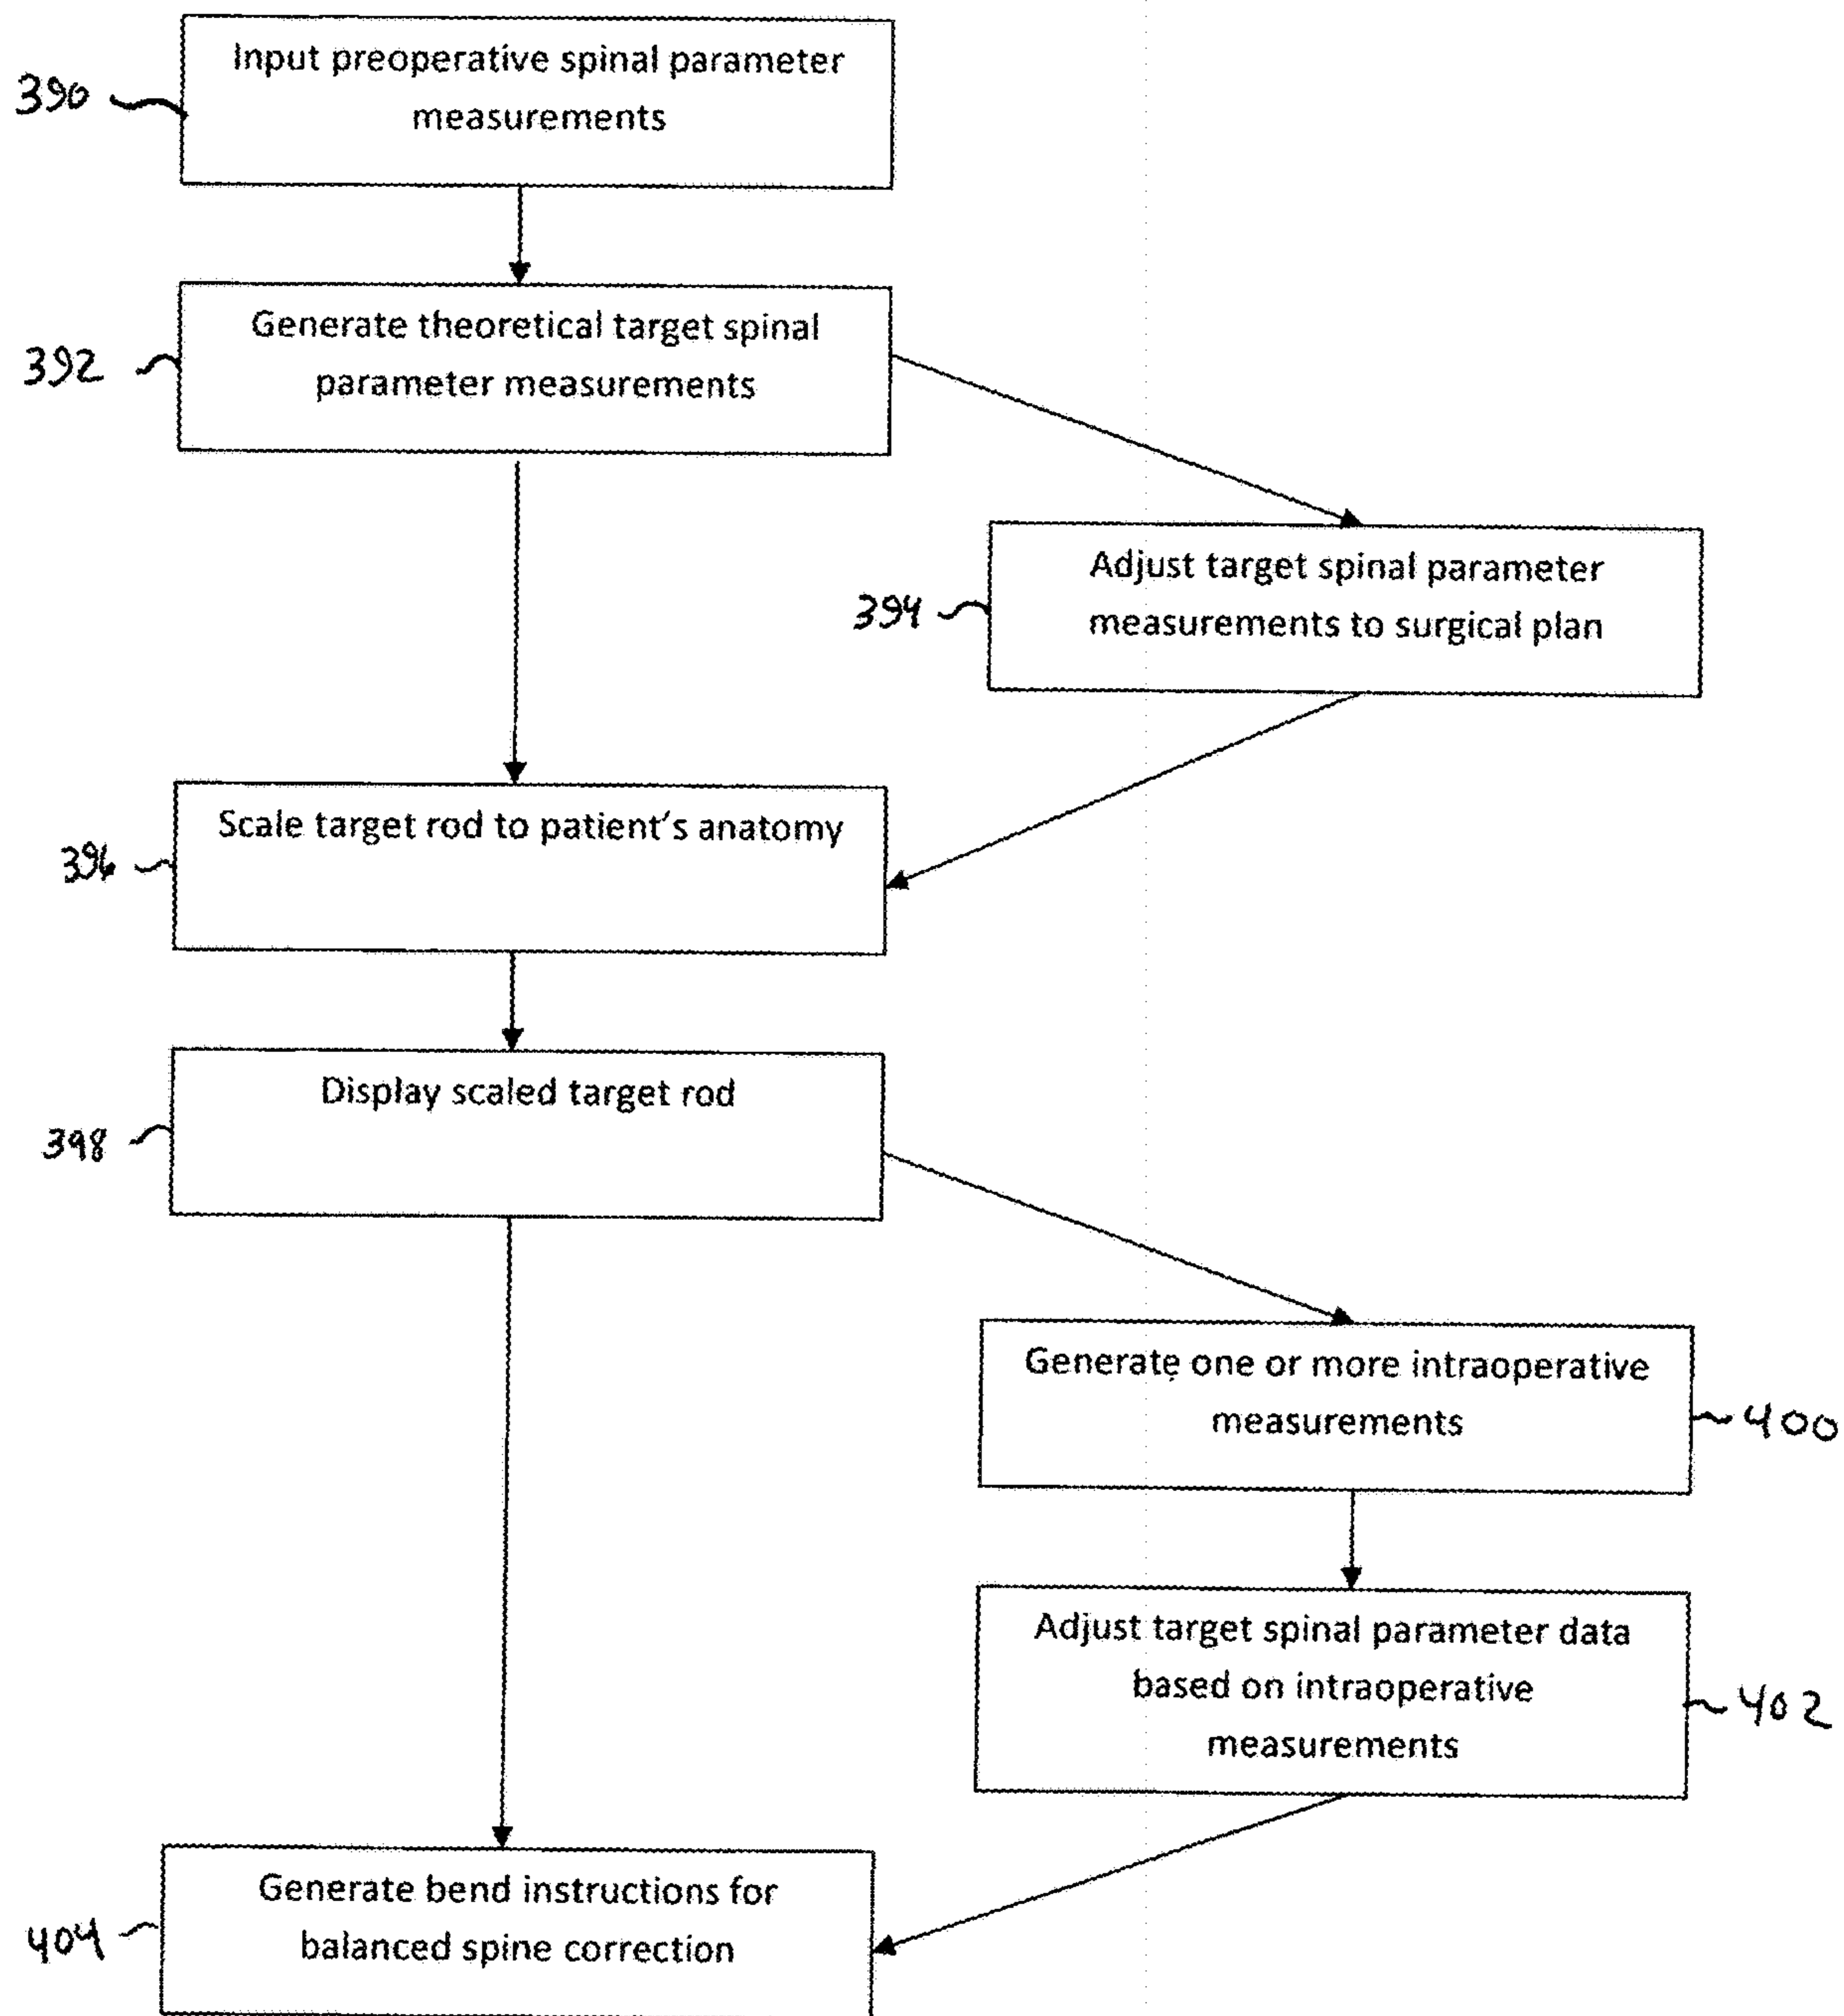 Input preoperative spinal parameter
measurements
390
Generate theoretical target spinal
parameter measurements
392
Adjust target spinal parameter
measurements to surgical plan
394
Scale target rod to patient's anatomy
396
Display scaled target rod
398
Generate one or more intraoperative
measurements
400
Adjust target spinal parameter data
based on intraoperative
measurements
402
Generate bend instructions for
balanced spine correction
404